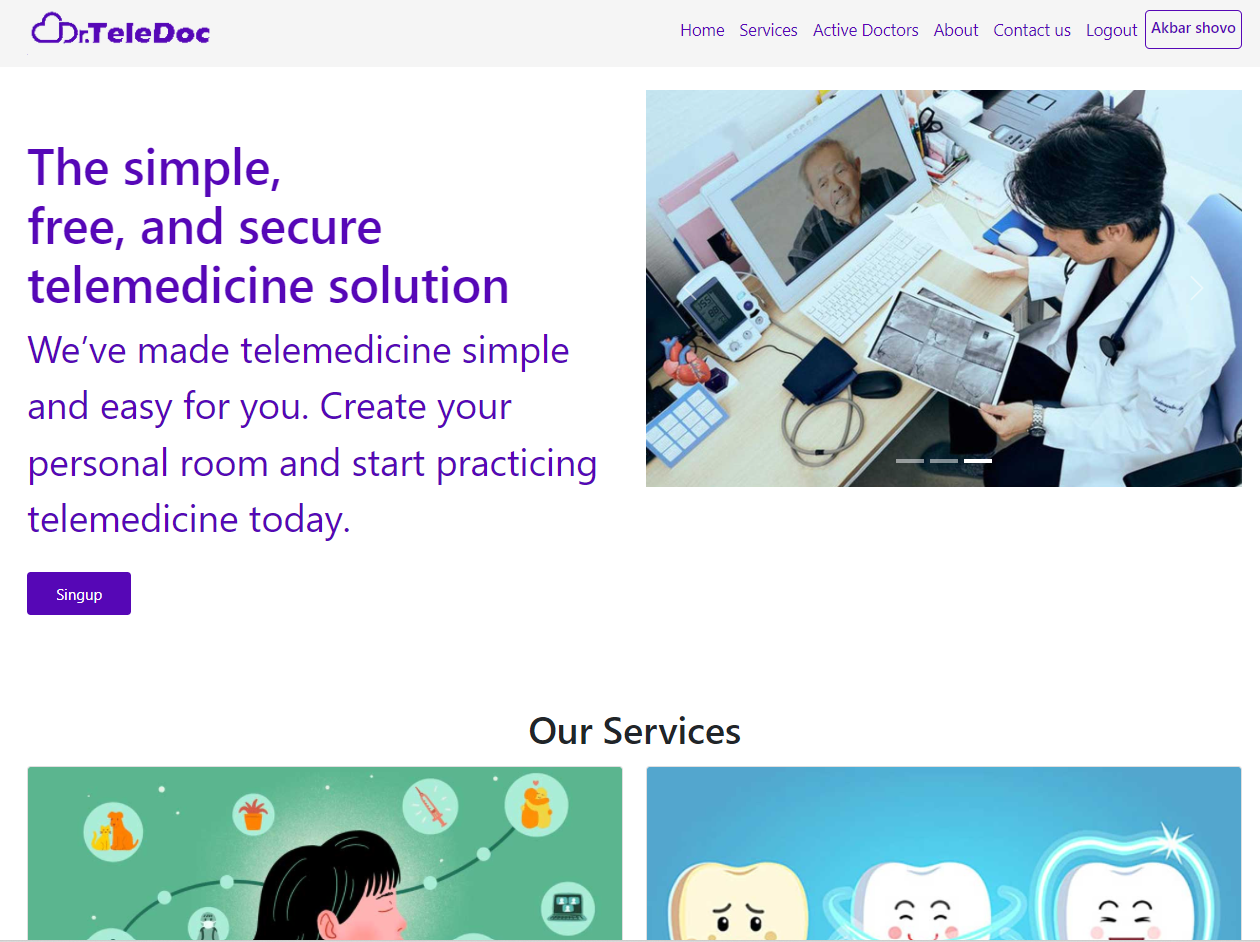 Dr.TeleDoc
Home Services Active Doctors About Contact us Logout Akbar shovo
The simple,
free, and secure
telemedicine solution
We’ve made telemedicine simple
and easy for you. Create your
personal room and start practicing
telemedicine today.
Singup
Our Services